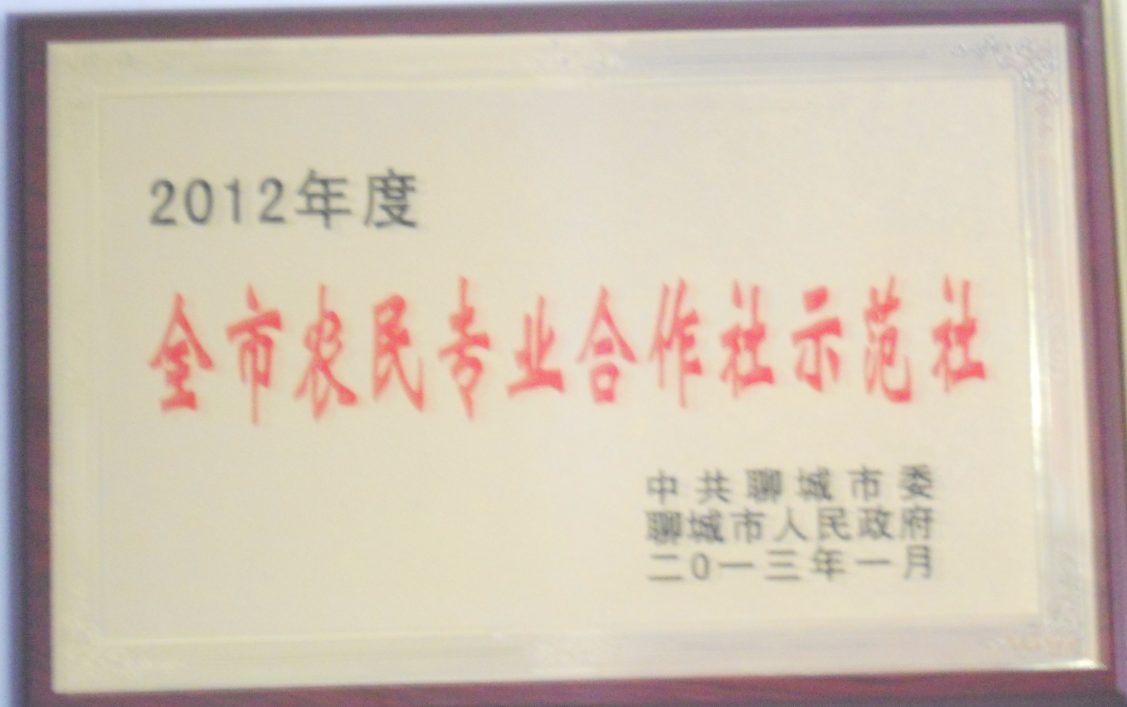 2012年度
全市农民专业合作社示范社
中共聊城市委
聊城市人民政府
二0一三年一月